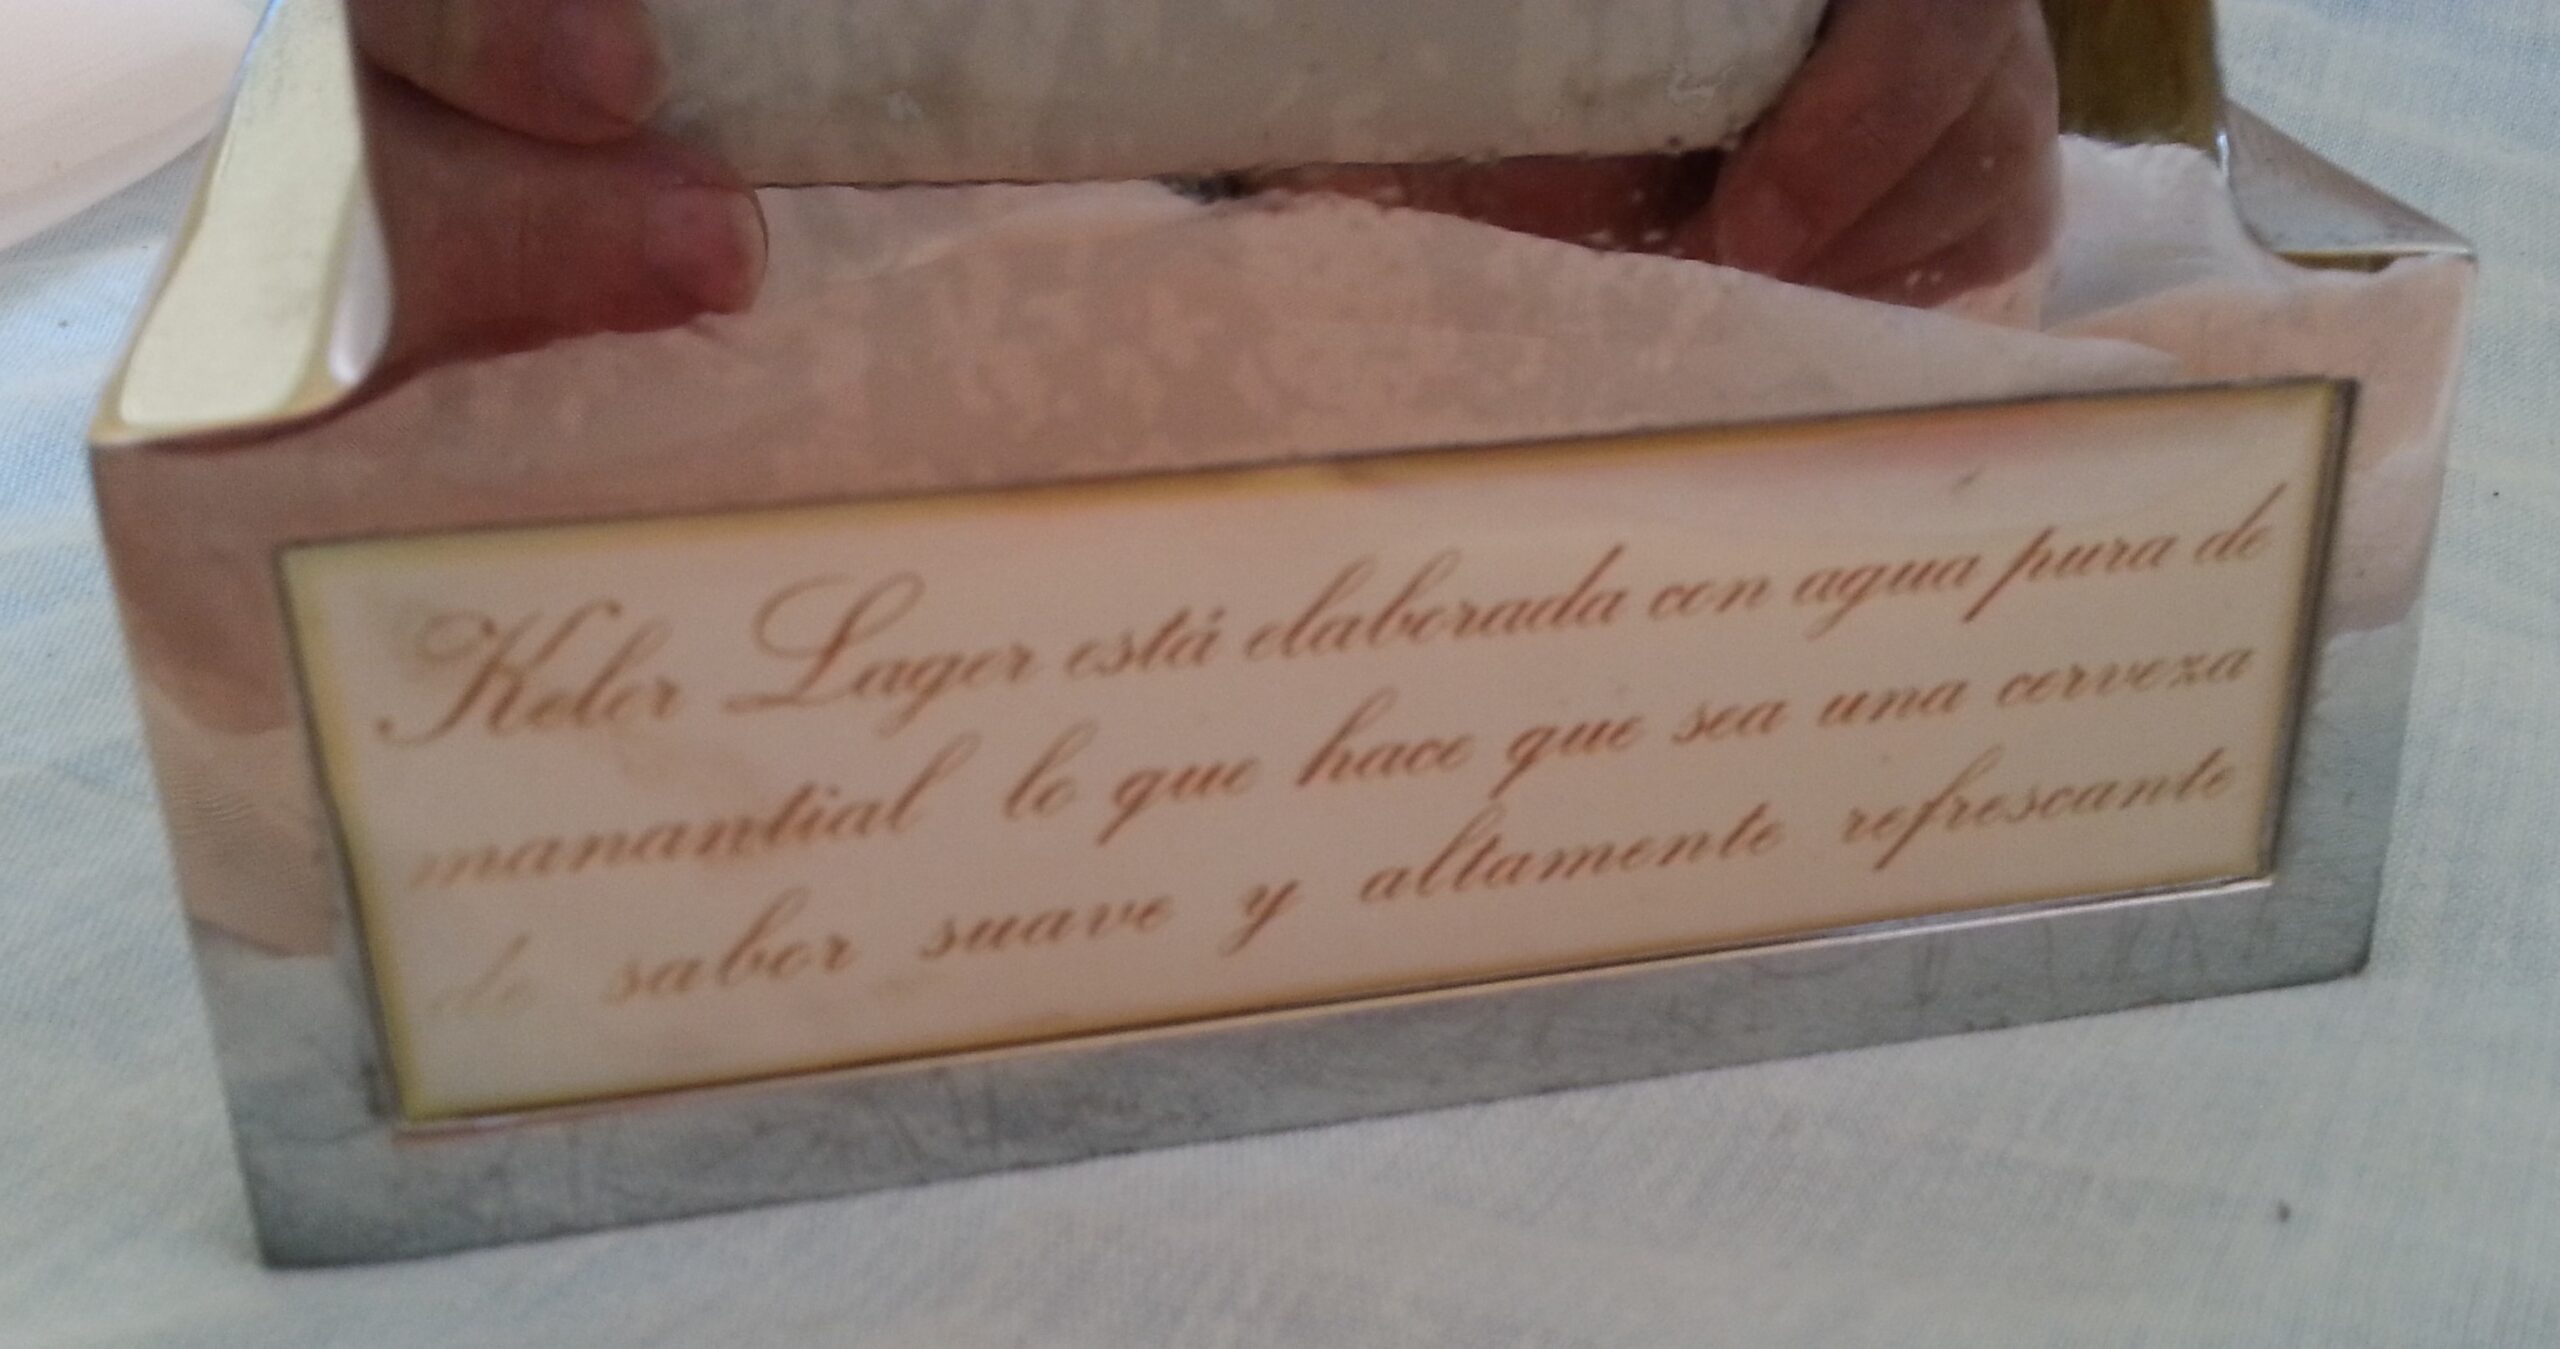 Keler Lager está elaborada con agua pura de
manantial lo que hace que sea una cerveza
de sabor suave y altamente refrescante